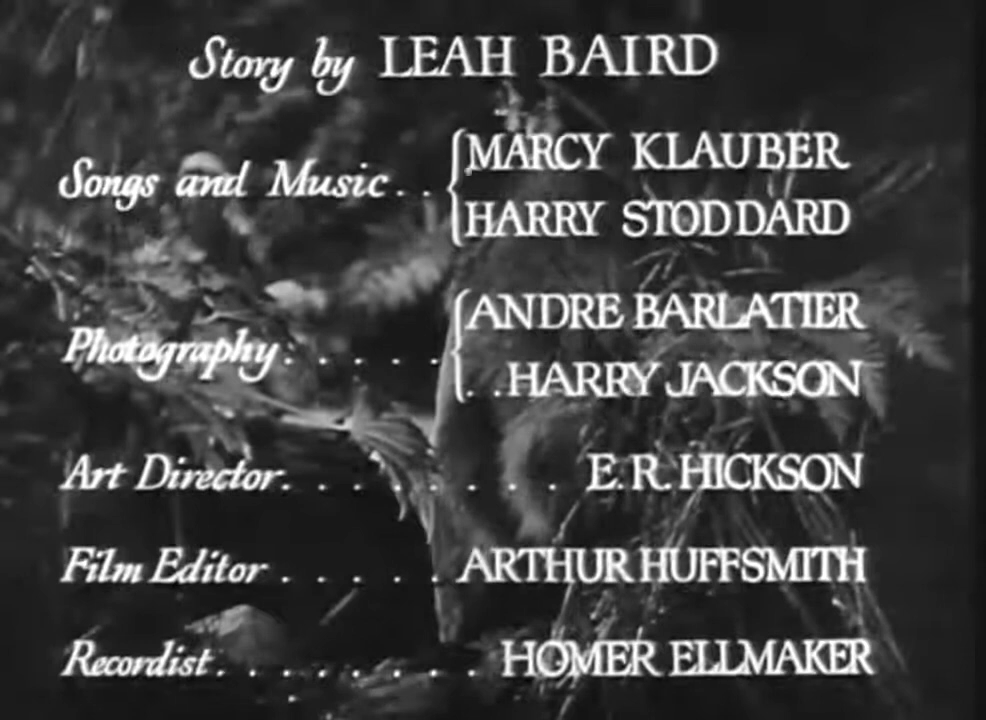 Story by LEAH BAIRD
Songs and Music . . MARCY KLAUBER
HARRY STODDARD
Photography . . . . . ANDRE BARLATIER
. . HARRY JACKSON
Art Director . . . . . . . . E. R. HICKSON
Film Editor . . . . . . ARTHUR HUFFSMITH
Recordist . . . . . . . . HOMER ELLMAKER